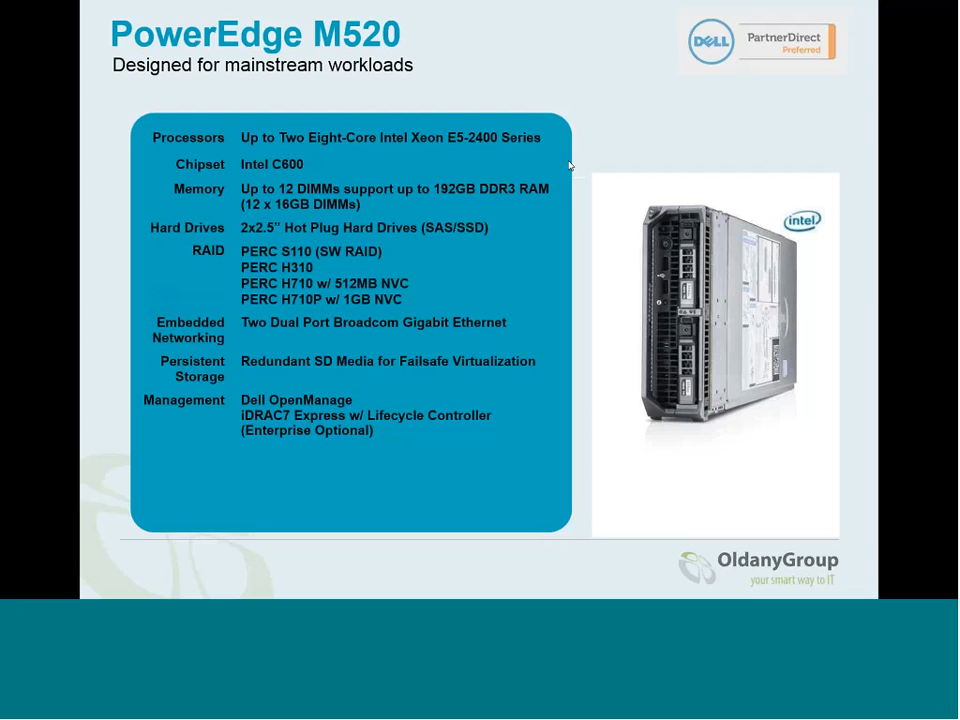 PowerEdge M520
Designed for mainstream workloads
DELL
PartnerDirect
Preferred
Processors Up to Two Eight-Core Intel Xeon E5-2400 Series
Chipset Intel C600
Memory Up to 12 DIMMs support up to 192GB DDR3 RAM
(12 x 16GB DIMMs)
Hard Drives 2x2.5" Hot Plug Hard Drives (SAS/SSD)
RAID PERC S110 (SW RAID)
PERC H310
PERC H710 w/ 512MB NVC
PERC H710P w/ 1GB NVC
Embedded Two Dual Port Broadcom Gigabit Ethernet
Networking
Persistent Redundant SD Media for Failsafe Virtualization
Storage
Management Dell OpenManage
iDRAC7 Express w/ Lifecycle Controller
(Enterprise Optional)
intel
OldanyGroup
your smart way to IT